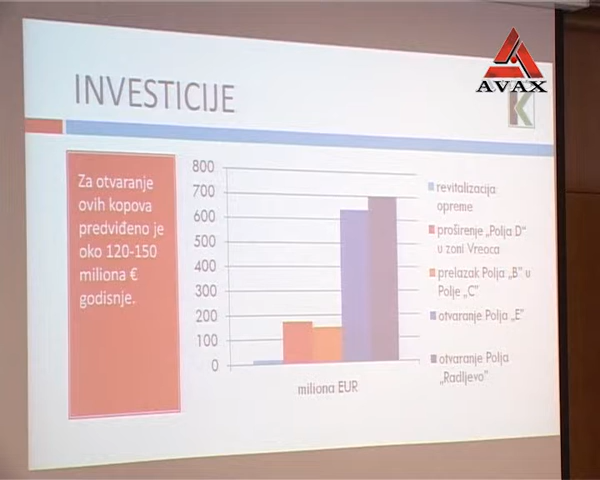 AVAX
K
INVESTICIJE
Za otvaranje
ovih kopova
predviđeno je
oko 120-150
miliona €
godisnje.
800
700
600
500
400
300
200
100
0
miliona EUR
revitalizacija
opreme
proširenje „Polja D“
u zoni Vreoca
prelazak Polja „B“ u
Polje „C“
otvaranje Polja „E“
otvaranje Polja
„Radljevo“